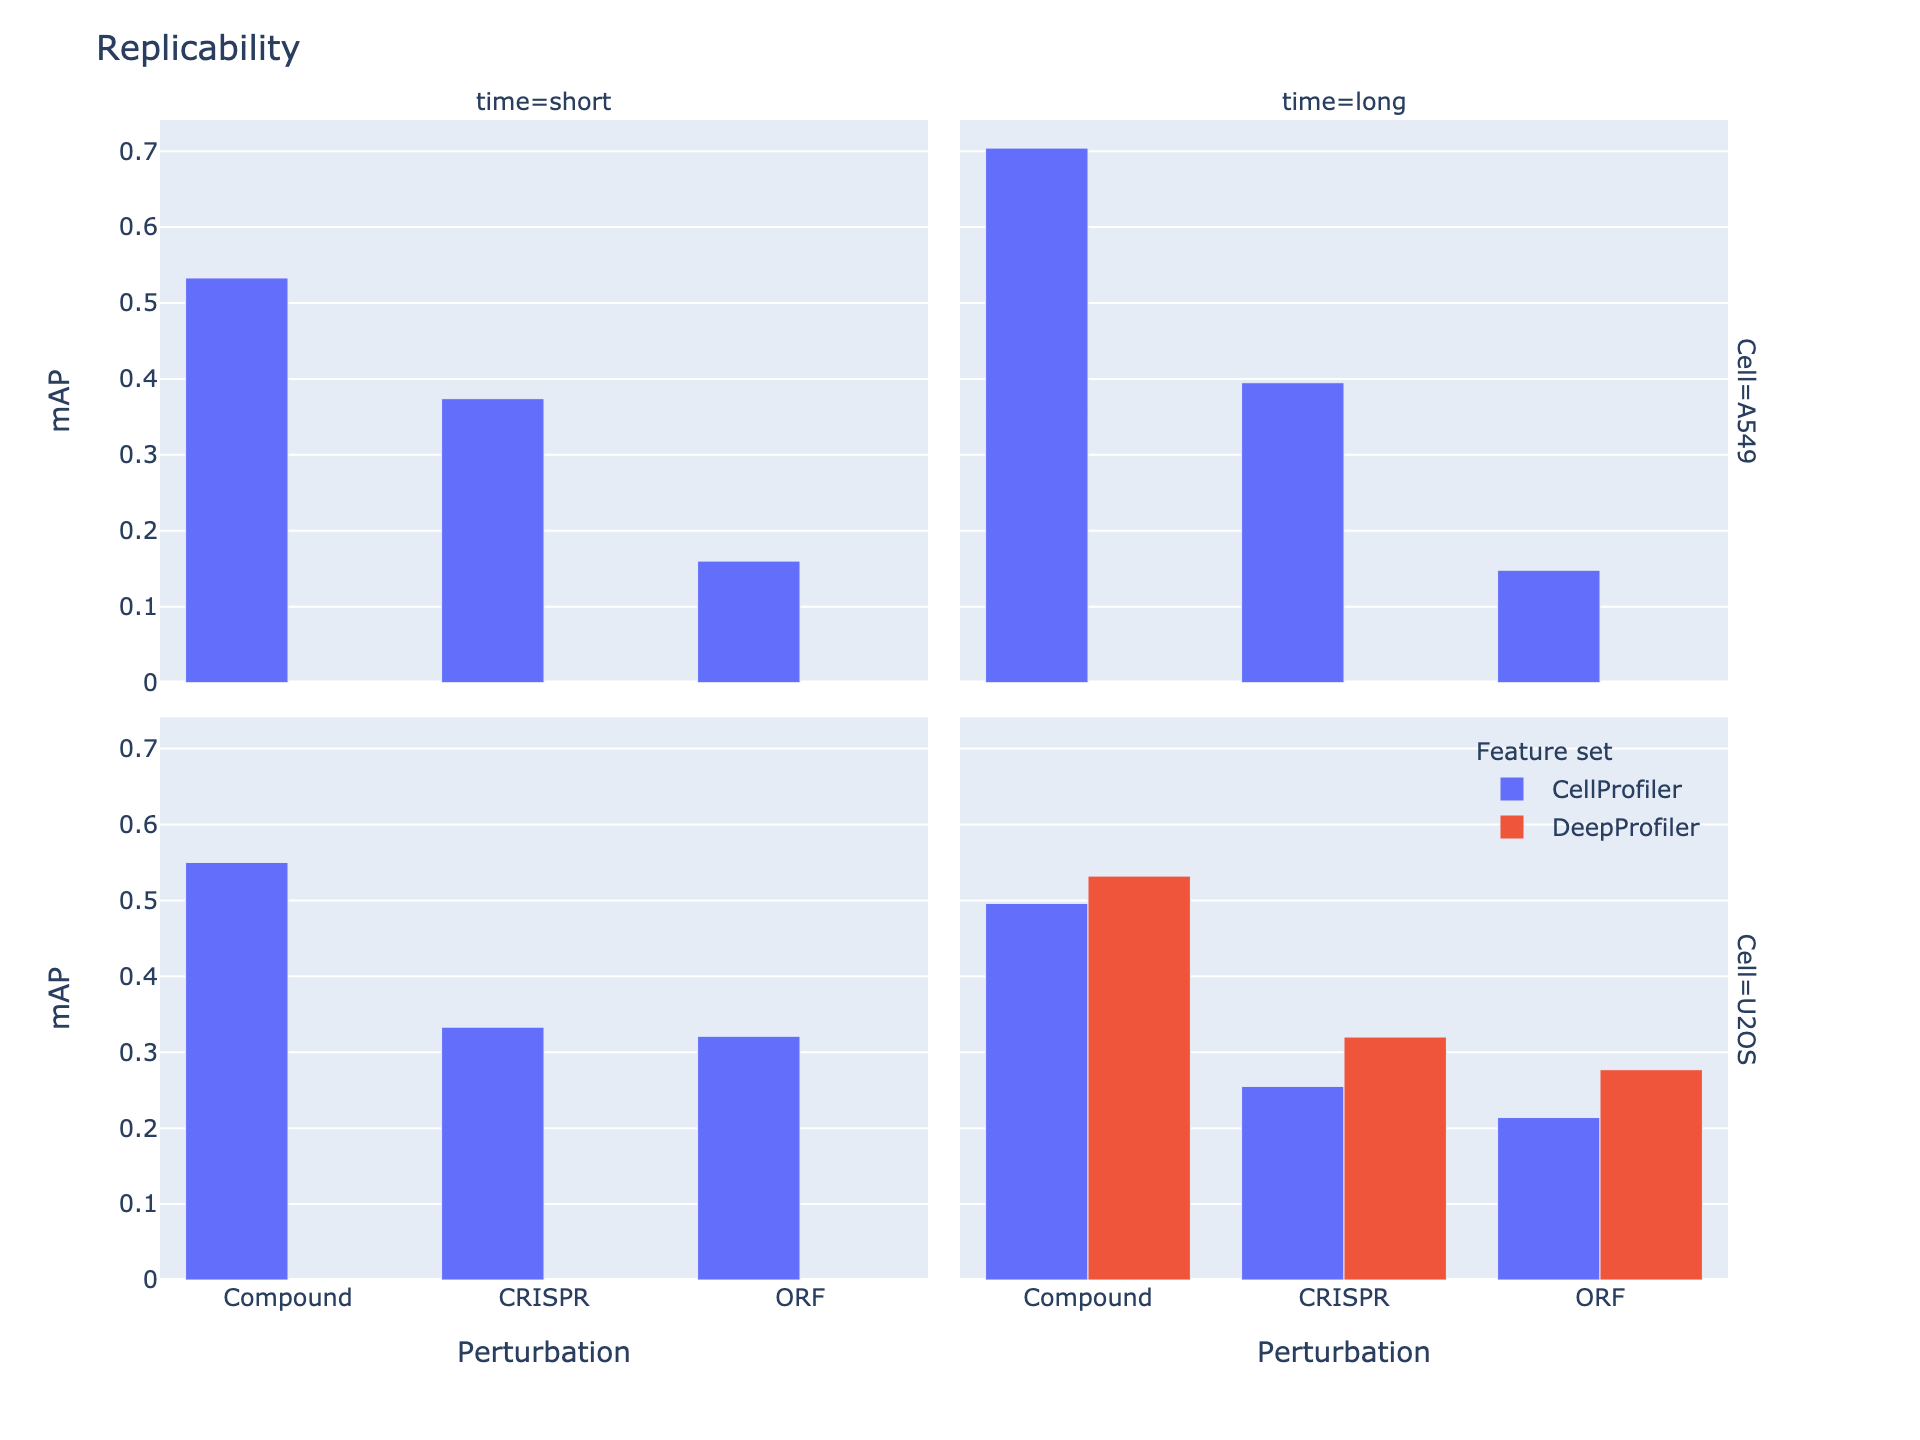 Replicability
time=short
time=long
0.7
0.6
0.5
0.4
0.3
0.2
0.1
0
mAP
Cell=A549
0.7
0.6
0.5
0.4
0.3
0.2
0.1
0
mAP
Feature set
CellProfiler
DeepProfiler
Cell=U2OS
Compound
CRISPR
ORF
Compound
CRISPR
ORF
Perturbation
Perturbation